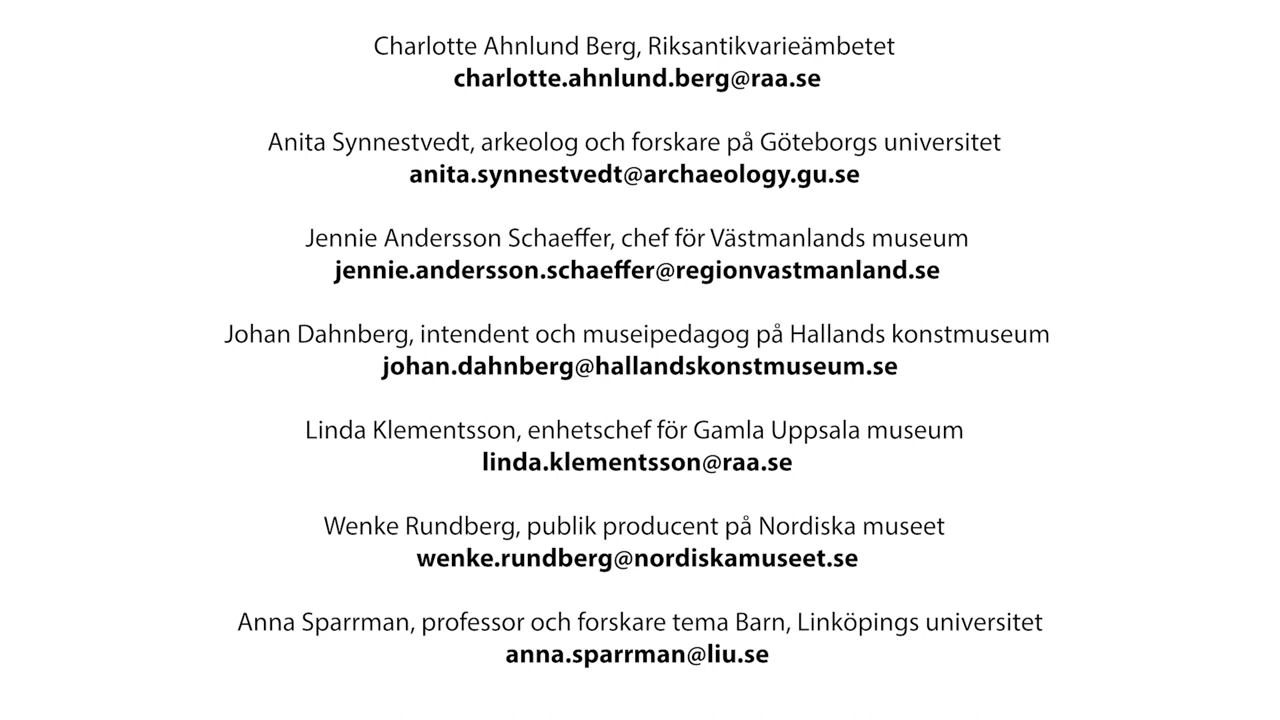 Charlotte Ahnlund Berg, Riksantikvarieämbetet
charlotte.ahnlund.berg@raa.se
Anita Synnestvedt, arkeolog och forskare på Göteborgs universitet
anita.synnestvedt@archaeology.gu.se
Jennie Andersson Schaeffer, chef för Västmanlands museum
jennie.andersson.schaeffer@regionvastmanland.se
Johan Dahnberg, intendent och museipedagog på Hallands konstmuseum
johan.dahnberg@hallandskonstmuseum.se
Linda Klementsson, enhetschef för Gamla Uppsala museum
linda.klementsson@raa.se
Wenke Rundberg, publik producent på Nordiska museet
wenke.rundberg@nordiskamuseet.se
Anna Sparrman, professor och forskare tema Barn, Linköpings universitet
anna.sparrman@liu.se